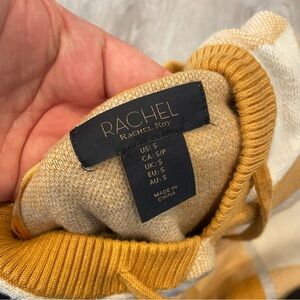 RACHEL
RACHEL ROY
US: S
CA: S/P
UK: S
EU: S
AU: S
MADE IN
CHINA